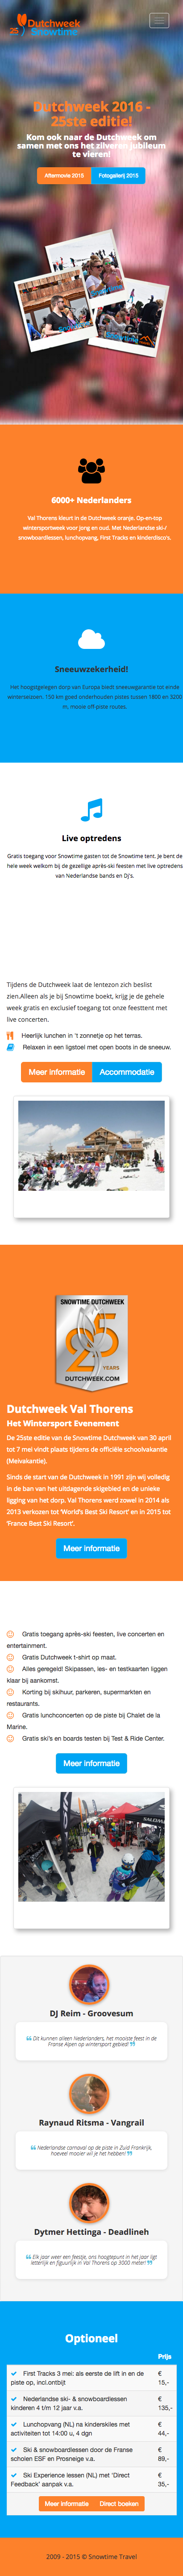 25 Dutchweek
Snowtime
Dutchweek 2016 -
25ste editie!
Kom ook naar de Dutchweek om
samen met ons het zilveren jubileum
te vieren!
Aftermovie 2015 Fotogallerij 2015
6000+ Nederlanders
Val Thorens kleurt in de Dutchweek oranje. Op-en-top
wintersportweek voor jong en oud. Met Nederlandse ski-/
snowboardlessen, lunchopvang, First Tracks en kinderdisco's.
Sneeuwzekerheid!
Het hoogstgelegen dorp van Europa biedt sneeuwgarantie tot einde
winterseizoen. 150 km goed onderhouden pistes tussen 1800 en 3200
m, mooie off-piste routes.
Live optredens
Gratis toegang voor Snowtime gasten tot de Snowtime tent. Je bent de
hele week welkom bij de gezellige après-ski feesten met live optredens
van Nederlandse bands en Dj's.
Tijdens de Dutchweek laat de lentezon zich beslist
zien.Alleen als je bij Snowtime boekt, krijg je de gehele
week gratis en exclusief toegang tot onze feesttent met
live concerten.
Heerlijk lunchen in 't zonnetje op het terras.
Relaxen in een ligstoel met open boots in de sneeuw.
Meer informatie Accommodatie
SNOWTIME DUTCHWEEK
25
YEARS
DUTCHWEEK.COM
Dutchweek Val Thorens
Het Wintersport Evenement
De 25ste editie van de Snowtime Dutchweek van 30 april
tot 7 mei vindt plaats tijdens de officiële schoolvakantie
(Meivakantie).
Sinds de start van de Dutchweek in 1991 zijn wij volledig
in de ban van het uitdagende skigebied en de unieke
ligging van het dorp. Val Thorens werd zowel in 2014 als
2013 verkozen tot 'World's Best Ski Resort' en in 2015 tot
'France Best Ski Resort'.
Meer informatie
Gratis toegang après-ski feesten, live concerten en
entertainment.
Gratis Dutchweek t-shirt op maat.
Alles geregeld! Skipassen, les- en testkaarten liggen
klaar bij aankomst.
Korting bij skihuur, parkeren, supermarkten en
restaurants.
Gratis lunchconcerten op de piste bij Chalet de la
Marine.
Gratis ski's en boards testen bij Test & Ride Center.
Meer informatie
SALOMON
DJ Reim - Groovesum
Dit kunnen alleen Nederlanders, het mooiste feest in de
Franse Alpen op wintersport gebied!
Raynaud Ritsma - Vangrail
Nederlandse carnaval op de piste in Zuid Frankrijk,
hoeveel mooier wil je het hebben!
Dytmer Hettinga - Deadlineh
Elk jaar weer een feestje, ons hoogtepunt in het jaar ligt
letterlijk en figuurlijk in Val Thorens op 3000 meter!
Optioneel
Prijs
First Tracks 3 mei: als eerste de lift in en de €
piste op, incl.ontbijt 15,-
Nederlandse ski- & snowboardlessen €
kinderen 4 t/m 12 jaar v.a. 135,-
Lunchopvang (NL) na kinderskiles met €
activiteiten tot 17:00 u, 4 dgn 44,-
Ski & snowboardlessen door de Franse €
scholen ESF en Prosneige v.a. 89,-
Ski Experience lessen (NL) met 'Direct €
Feedback' aanpak v.a. 35,-
Meer informatie Direct boeken
2009 - 2015 © Snowtime Travel